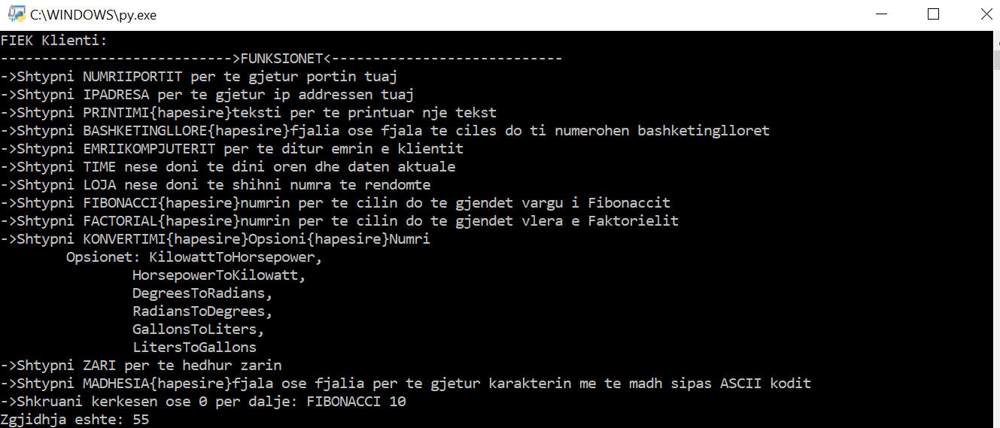 C:\WINDOWS\py.exe
FIEK Klienti:
---------------------------->FUNKSIONET<----------------------------
->Shtypni NUMRIIPORTIT per te gjetur portin tuaj
->Shtypni IPADRESA per te gjetur ip addressen tuaj
->Shtypni PRINTIMI{hapesire}teksti per te printuar nje tekst
->Shtypni BASHKETINGLLORE{hapesire}fjalia ose fjala te ciles do ti numerohen bashketinglloret
->Shtypni EMRIIKOMPJUTERIT per te ditur emrin e klientit
->Shtypni TIME nese doni te dini oren dhe daten aktuale
->Shtypni LOJA nese doni te shihni numra te rendomte
->Shtypni FIBONACCI{hapesire}numrin per te cilin do te gjendet vargu i Fibonaccit
->Shtypni FACTORIAL{hapesire}numrin per te cilin do te gjendet vlera e Faktorielit
->Shtypni KONVERTIMI{hapesire}Opsioni{hapesire}Numri
        Opsionet: KilowattToHorsepower,
                HorsepowerToKilowatt,
                DegreesToRadians,
                RadiansToDegrees,
                GallonsToLiters,
                LitersToGallons
->Shtypni ZARI per te hedhur zarin
->Shtypni MADHESIA{hapesire}fjala ose fjalia per te gjetur karakterin me te madh sipas ASCII kodit
->Shkruani kerkesen ose 0 per dalje: FIBONACCI 10
Zgjidhja eshte: 55